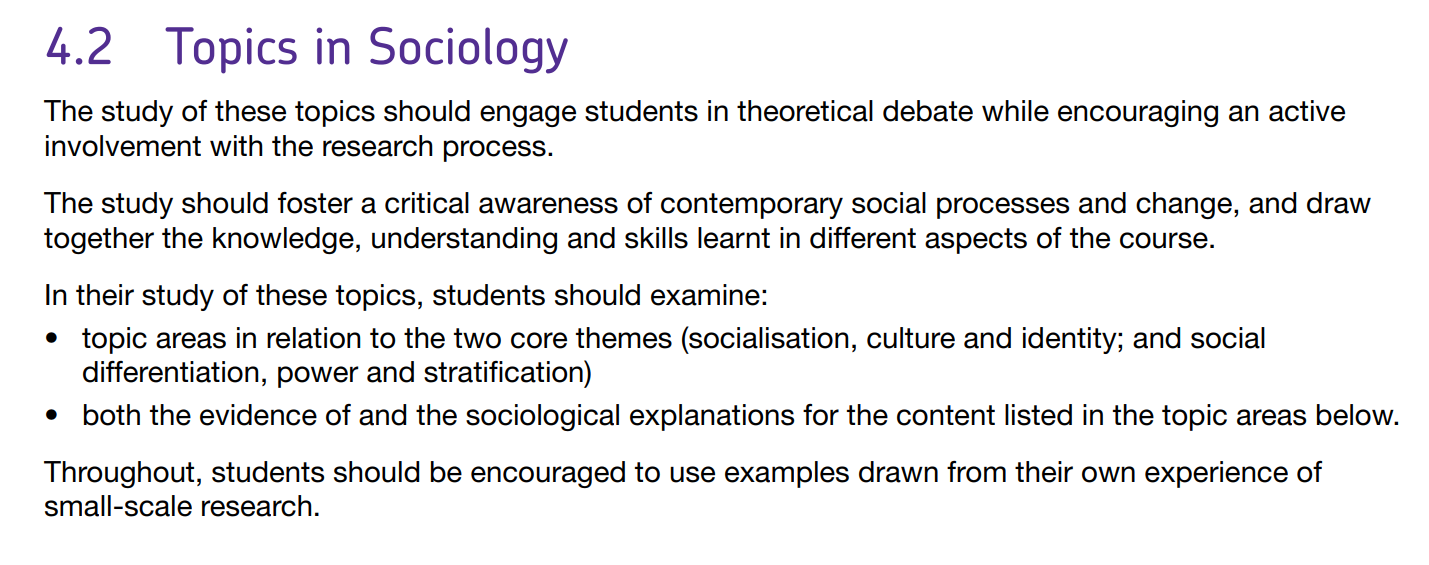 4.2 Topics in Sociology
The study of these topics should engage students in theoretical debate while encouraging an active
involvement with the research process.
The study should foster a critical awareness of contemporary social processes and change, and draw
together the knowledge, understanding and skills learnt in different aspects of the course.
In their study of these topics, students should examine:
• topic areas in relation to the two core themes (socialisation, culture and identity; and social
differentiation, power and stratification)
• both the evidence of and the sociological explanations for the content listed in the topic areas below.
Throughout, students should be encouraged to use examples drawn from their own experience of
small-scale research.